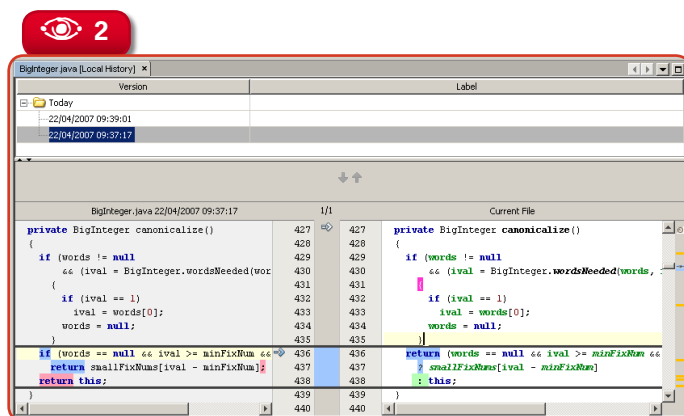 2
BigInteger.java [Local History]
Version Label
Today
22/04/2007 09:39:01
22/04/2007 09:37:17
BigInteger.java 22/04/2007 09:37:17 1/1 Current File
private BigInteger canonicalize() 427 427 private BigInteger canonicalize()
{ 428 428 {
if (words != null 429 429 if (words != null
&& (ival = BigInteger.wordsNeeded(wor 430 430 && (ival = BigInteger.wordsNeeded(words,
{ 431 431 {
if (ival == 1) 432 432 if (ival == 1)
ival = words[0]; 433 433 ival = words[0];
words = null; 434 434 words = null;
} 435 435 }
if (words == null && ival >= minFixNum && 436 436 return (words == null && ival >= minFixNum &&
return smallFixNums[ival - minFixNum]; 437 437 ? smallFixNums[ival - minFixNum]
return this; 438 438 : this;
} 439 439 }
440 440